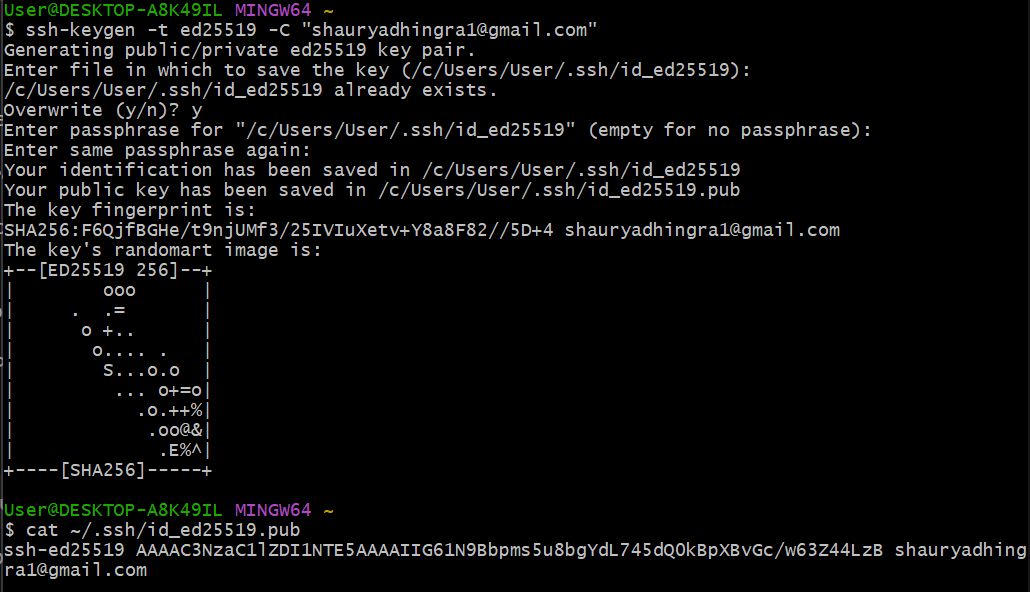 User@DESKTOP-A8K49IL MINGW64 ~
$ ssh-keygen -t ed25519 -C "shauryadhingra1@gmail.com"
Generating public/private ed25519 key pair.
Enter file in which to save the key (/c/Users/User/.ssh/id_ed25519):
/c/Users/User/.ssh/id_ed25519 already exists.
Overwrite (y/n)? y
Enter passphrase for "/c/Users/User/.ssh/id_ed25519" (empty for no passphrase):
Enter same passphrase again:
Your identification has been saved in /c/Users/User/.ssh/id_ed25519
Your public key has been saved in /c/Users/User/.ssh/id_ed25519.pub
The key fingerprint is:
SHA256:F6QjfBGHe/t9njUMf3/25IVIuXetv+Y8a8F82//5D+4 shauryadhingra1@gmail.com
The key's randomart image is:
+--[ED25519 256]--+
|        ooo      |
|     .  .=       |
|      o +..      |
|       o.... .   |
|        S...o.o  |
|         ... o+=o|
|           .o.++%|
|            .oo@&|
|             .E%^|
+----[SHA256]-----+
User@DESKTOP-A8K49IL MINGW64 ~
$ cat ~/.ssh/id_ed25519.pub
ssh-ed25519 AAAAC3NzaC1lZDI1NTE5AAAAIIG61N9Bbpms5u8bgYdL745dQ0kBpXBvGc/w63Z44LzB shauryadhing
ra1@gmail.com